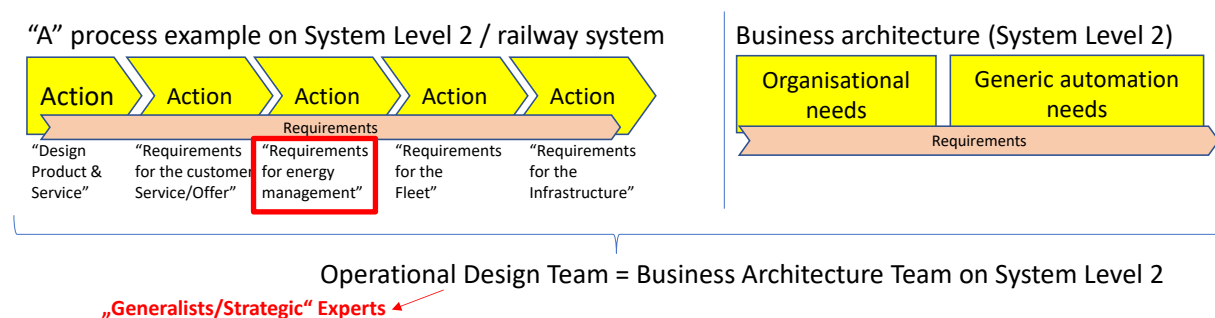 “A” process example on System Level 2 / railway system
Business architecture (System Level 2)
Action
Action
Action
Action
Action
Organisational
needs
Generic automation
needs
Requirements
Requirements
“Design
Product &
Service”
“Requirements
for the customer
Service/Offer”
“Requirements
for energy
management”
“Requirements
for the
Fleet”
“Requirements
for the
Infrastructure”
Operational Design Team = Business Architecture Team on System Level 2
„Generalists/Strategic“ Experts